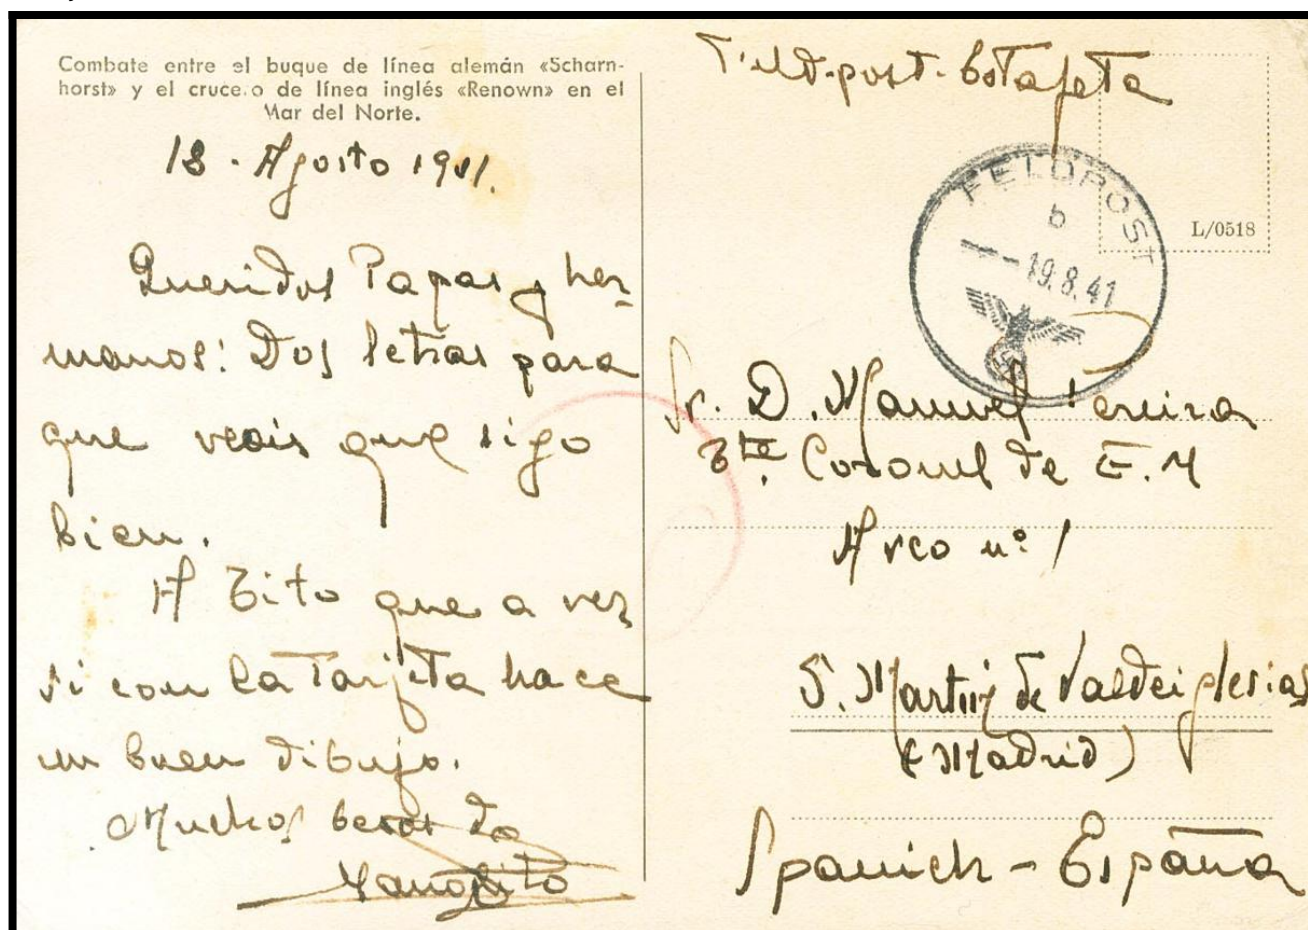 Combate entre el buque de línea alemán «Scharn-
horst» y el crucero de línea inglés «Renown» en el
Mar del Norte.
18 - Agosto 1941.
Queridos Papas y her-
manos: Dos letras para
que veais que sigo
bien.
A Tito que a ver
si con la Tarjeta hace
un buen dibujo.
Muchos besos de
Manolito
Feld-post-Estafeta
FELDPOST
b
-19.8.41
L/0518
Sr. D. Manuel Pereira
Tte. Coronel de E.M
Arco nº 1
S. Martin de Valdeiglesias
(Madrid)
Spanich - España